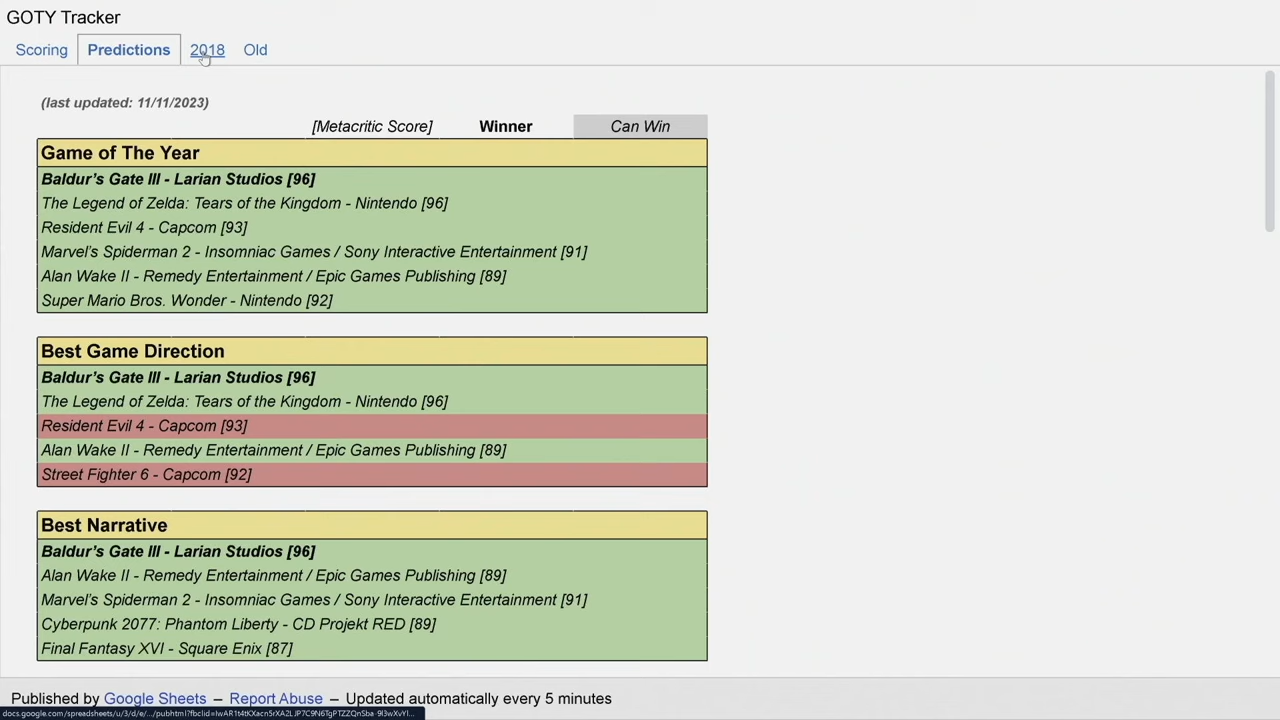 GOTY Tracker
Scoring Predictions 2018 Old
(last updated: 11/11/2023)
[Metacritic Score] Winner Can Win
Game of The Year
Baldur's Gate III - Larian Studios [96]
The Legend of Zelda: Tears of the Kingdom - Nintendo [96]
Resident Evil 4 - Capcom [93]
Marvel's Spiderman 2 - Insomniac Games / Sony Interactive Entertainment [91]
Alan Wake II - Remedy Entertainment / Epic Games Publishing [89]
Super Mario Bros. Wonder - Nintendo [92]
Best Game Direction
Baldur's Gate III - Larian Studios [96]
The Legend of Zelda: Tears of the Kingdom - Nintendo [96]
Resident Evil 4 - Capcom [93]
Alan Wake II - Remedy Entertainment / Epic Games Publishing [89]
Street Fighter 6 - Capcom [92]
Best Narrative
Baldur's Gate III - Larian Studios [96]
Alan Wake II - Remedy Entertainment / Epic Games Publishing [89]
Marvel's Spiderman 2 - Insomniac Games / Sony Interactive Entertainment [91]
Cyberpunk 2077: Phantom Liberty - CD Projekt RED [89]
Final Fantasy XVI - Square Enix [87]
Published by Google Sheets – Report Abuse – Updated automatically every 5 minutes